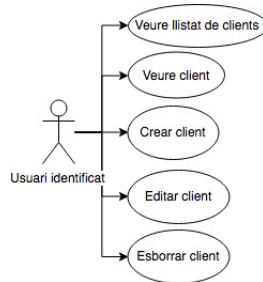 Veure llistat de clients
Veure client
Crear client
Usuari identificat
Editar client
Esborrar client